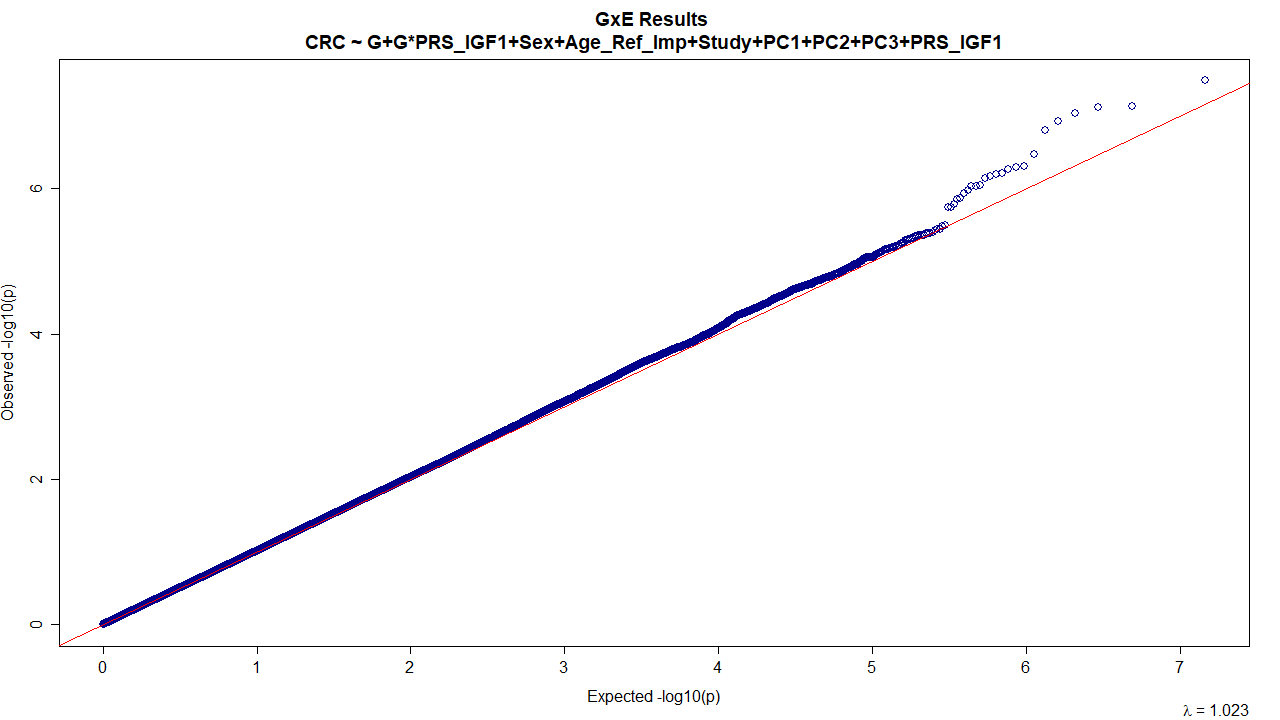 GxE Results
CRC ~ G+G*PRS_IGF1+Sex+Age_Ref_Imp+Study+PC1+PC2+PC3+PRS_IGF1
Observed -log10(p)
6
4
2
0
0 1 2 3 4 5 6 7
Expected -log10(p)
λ = 1.023